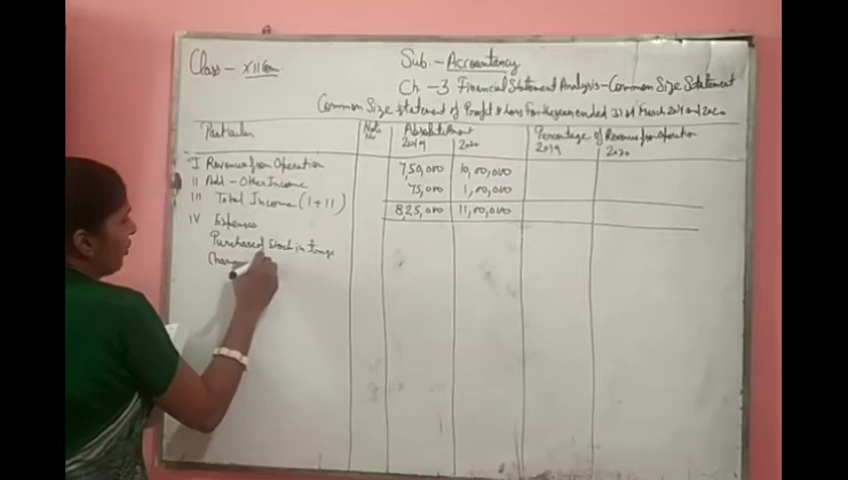 Class - XII Com.
Sub. - Accountancy
Ch - 3 Financial Statement Analysis - Common Size Statement
Common Size statement of Profit & Loss For the year ended 31st March 2019 and 2020
Particular Note No Absolute Amount Percentage of Revenue from operation
2019 2020 2019 2020
I Revenue from Operation 7,50,000 10,00,000
II Add - Other Income 75,000 1,00,000
III Total Income (I + II) 8,25,000 11,00,000
IV Expenses
Purchase of Stock in
Chan